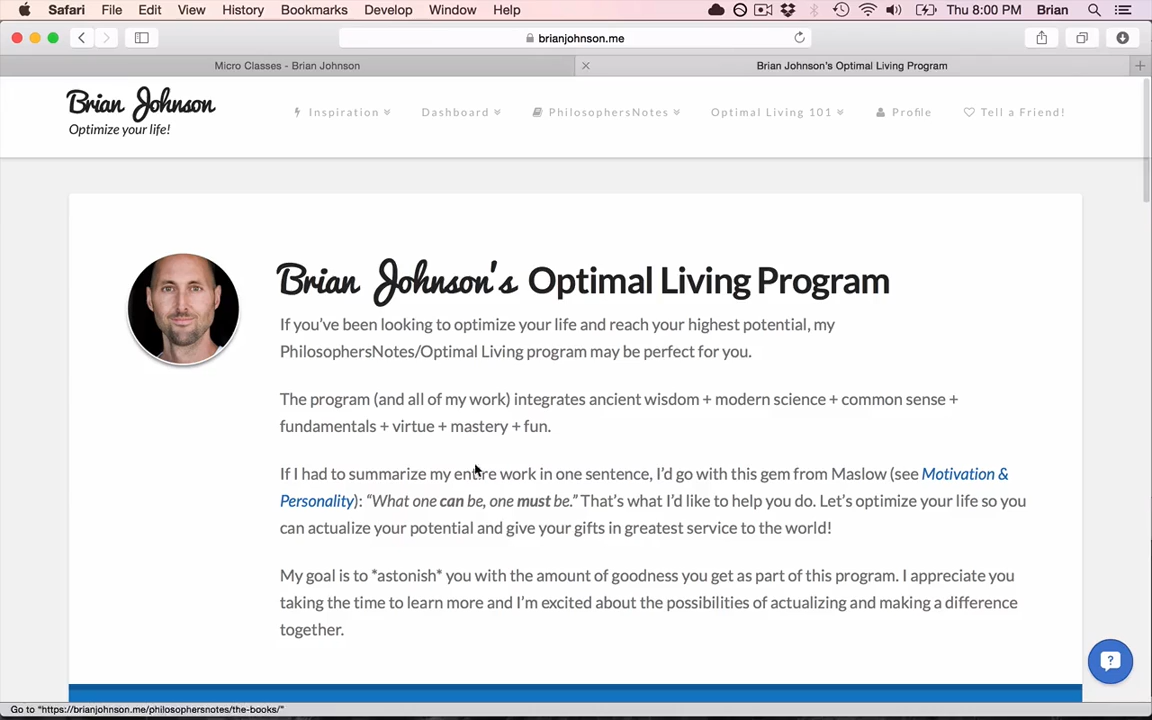 Safari File Edit View History Bookmarks Develop Window Help Thu 8:00 PM Brian
brianjohnson.me
Micro Classes - Brian Johnson Brian Johnson's Optimal Living Program
Brian Johnson
Optimize your life!
Inspiration Dashboard PhilosophersNotes Optimal Living 101 Profile Tell a Friend!
Brian Johnson's Optimal Living Program
If you've been looking to optimize your life and reach your highest potential, my
PhilosophersNotes/Optimal Living program may be perfect for you.
The program (and all of my work) integrates ancient wisdom + modern science + common sense +
fundamentals + virtue + mastery + fun.
If I had to summarize my entire work in one sentence, I'd go with this gem from Maslow (see Motivation &
Personality): “What one can be, one must be.” That's what I'd like to help you do. Let's optimize your life so you
can actualize your potential and give your gifts in greatest service to the world!
My goal is to *astonish* you with the amount of goodness you get as part of this program. I appreciate you
taking the time to learn more and I'm excited about the possibilities of actualizing and making a difference
together.
?
Go to "https://brianjohnson.me/philosophersnotes/the-books/"